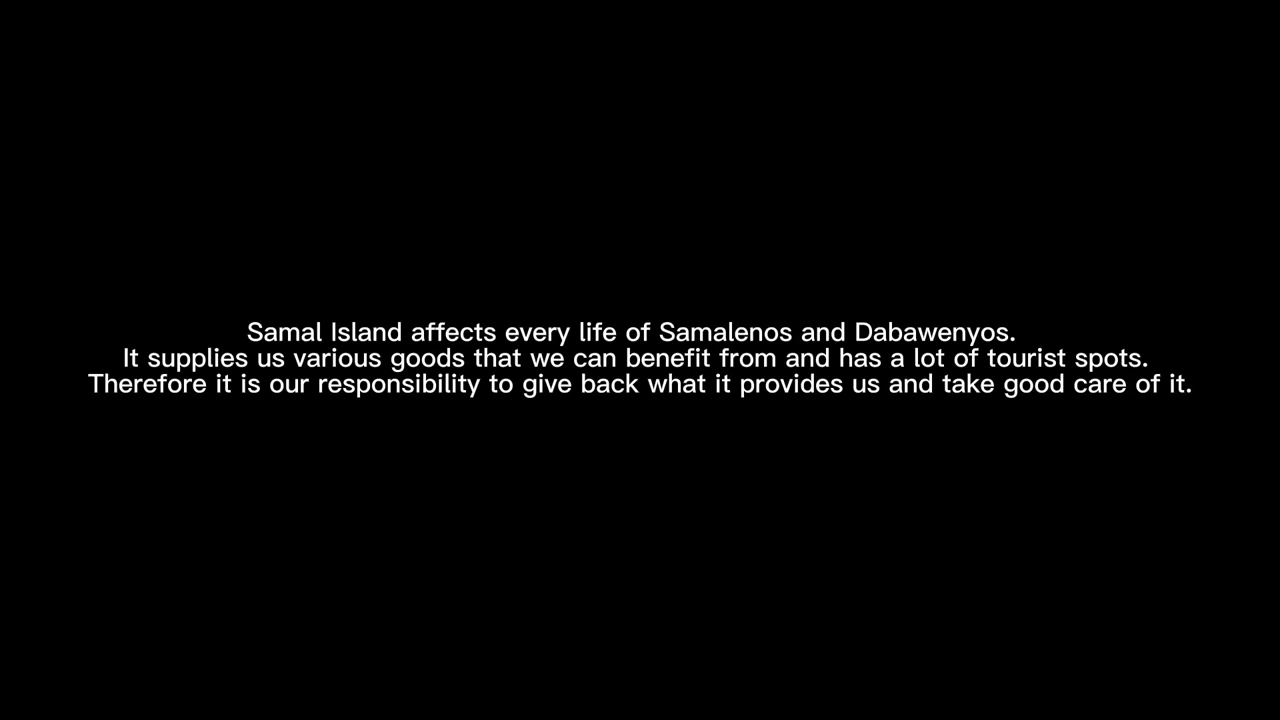 Samal Island affects every life of Samalenos and Dabawenyos.
It supplies us various goods that we can benefit from and has a lot of tourist spots.
Therefore it is our responsibility to give back what it provides us and take good care of it.